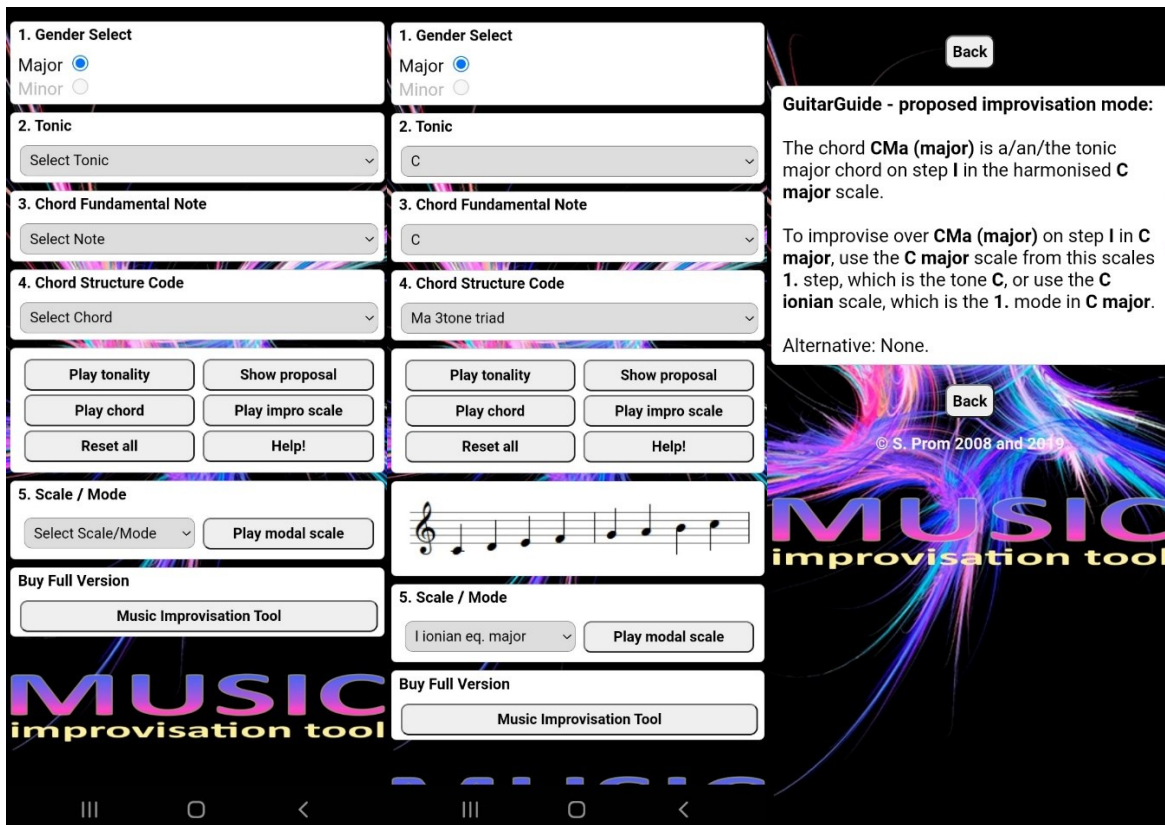 1. Gender Select
Major
Minor
2. Tonic
Select Tonic
3. Chord Fundamental Note
Select Note
4. Chord Structure Code
Select Chord
Play tonality
Show proposal
Play chord
Play impro scale
Reset all
Help!
5. Scale / Mode
Select Scale/Mode
Play modal scale
Buy Full Version
Music Improvisation Tool
MUSIC
improvisation tool
1. Gender Select
Major
Minor
2. Tonic
C
3. Chord Fundamental Note
C
4. Chord Structure Code
Ma 3tone triad
Play tonality
Show proposal
Play chord
Play impro scale
Reset all
Help!
5. Scale / Mode
I ionian eq. major
Play modal scale
Buy Full Version
Music Improvisation Tool
MUSIC
Back
GuitarGuide - proposed improvisation mode:
The chord CMa (major) is a/an/the tonic
major chord on step I in the harmonised C
major scale.
To improvise over CMa (major) on step I in C
major, use the C major scale from this scales
1. step, which is the tone C, or use the C
ionian scale, which is the 1. mode in C major.
Alternative: None.
Back
© S. Prom 2008 and 2019
MUSIC
improvisation tool